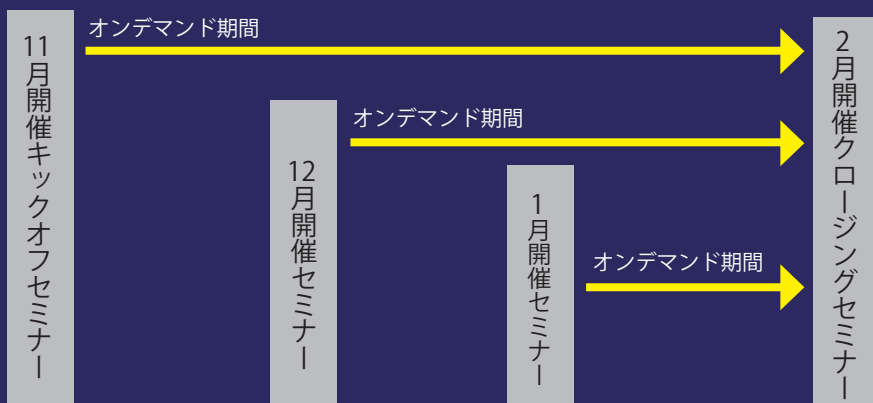 11月開催キックオフセミナー
オンデマンド期間
12月開催セミナー
オンデマンド期間
1月開催セミナー
オンデマンド期間
2月開催クロージングセミナー